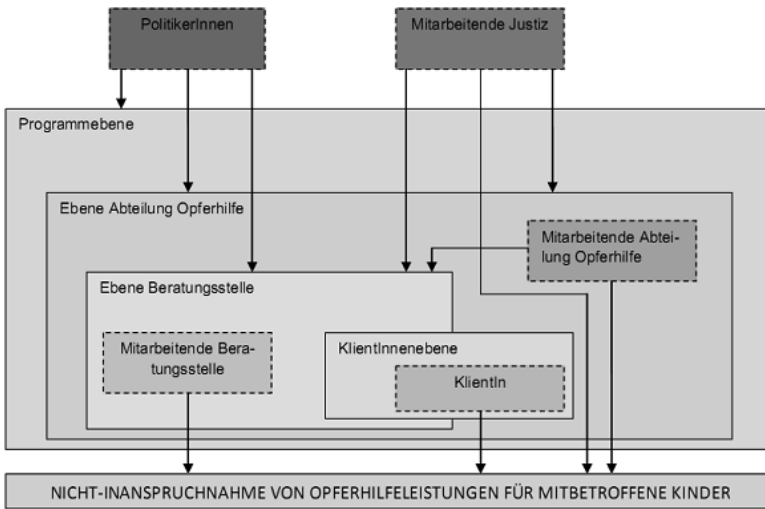 PolitikerInnen
Mitarbeitende Justiz
Programmebene
Ebene Abteilung Opferhilfe
Mitarbeitende Abtei-
lung Opferhilfe
Ebene Beratungsstelle
Mitarbeitende Bera-
tungsstelle
KlientInnenebene
KlientIn
NICHT-INANSPRUCHNAHME VON OPFERHILFELEISTUNGEN FÜR MITBETROFFENE KINDER